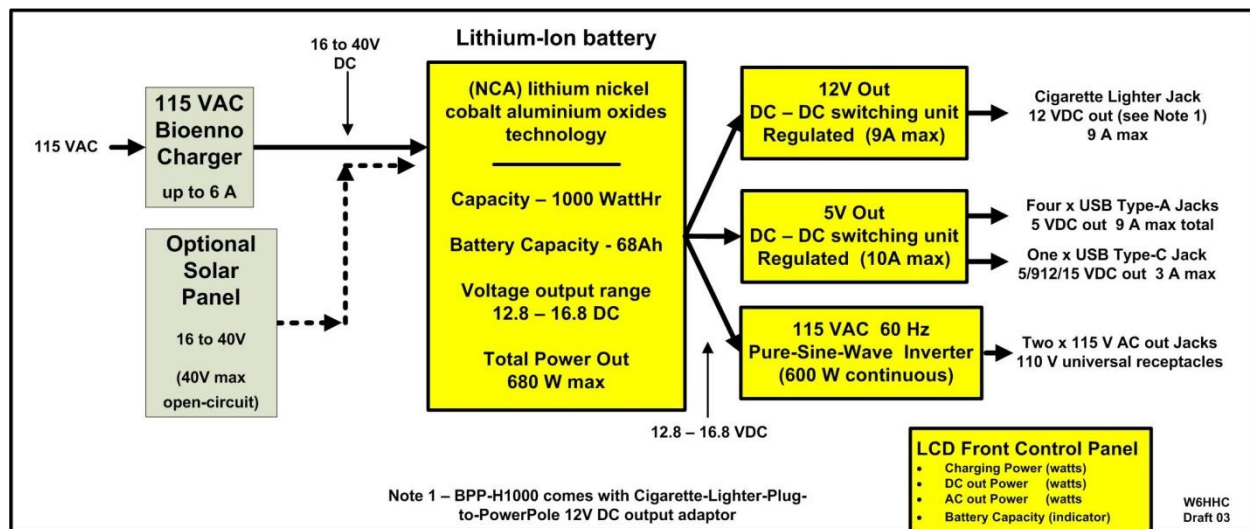 Lithium-Ion battery
16 to 40V
DC
115 VAC
115 VAC
Bioenno
Charger
up to 6 A
Optional
Solar
Panel
16 to 40V
(40V max
open-circuit)
(NCA) lithium nickel
cobalt aluminium oxides
technology
Capacity – 1000 WattHr
Battery Capacity - 68Ah
Voltage output range
12.8 – 16.8 DC
Total Power Out
680 W max
12V Out
DC – DC switching unit
Regulated (9A max)
Cigarette Lighter Jack
12 VDC out (see Note 1)
9 A max
5V Out
DC – DC switching unit
Regulated (10A max)
Four x USB Type-A Jacks
5 VDC out 9 A max total
One x USB Type-C Jack
5/912/15 VDC out 3 A max
115 VAC 60 Hz
Pure-Sine-Wave Inverter
(600 W continuous)
Two x 115 V AC out Jacks
110 V universal receptacles
12.8 – 16.8 VDC
LCD Front Control Panel
• Charging Power (watts)
• DC out Power (watts)
• AC out Power (watts
• Battery Capacity (indicator)
Note 1 – BPP-H1000 comes with Cigarette-Lighter-Plug-
to-PowerPole 12V DC output adaptor
W6HHC
Draft 03